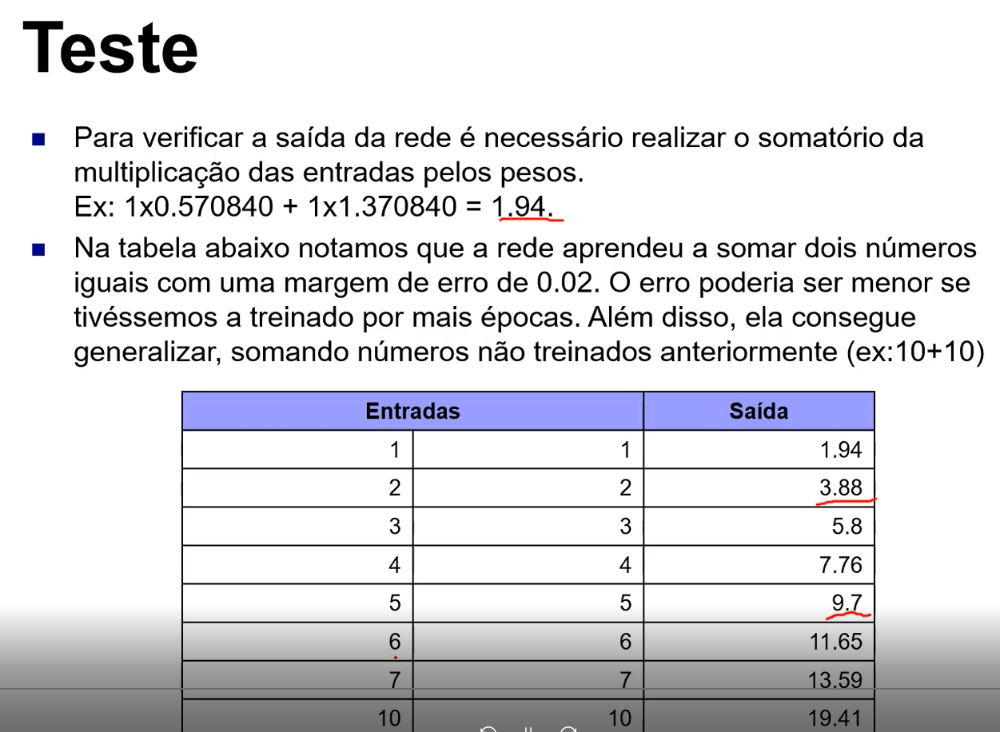 Teste
Para verificar a saída da rede é necessário realizar o somatório da
multiplicação das entradas pelos pesos.
Ex: 1x0.570840 + 1x1.370840 = 1.94.
Na tabela abaixo notamos que a rede aprendeu a somar dois números
iguais com uma margem de erro de 0.02. O erro poderia ser menor se
tivéssemos a treinado por mais épocas. Além disso, ela consegue
generalizar, somando números não treinados anteriormente (ex:10+10)
Entradas Saída
1 1 1.94
2 2 3.88
3 3 5.8
4 4 7.76
5 5 9.7
6 6 11.65
7 7 13.59
10 10 19.41